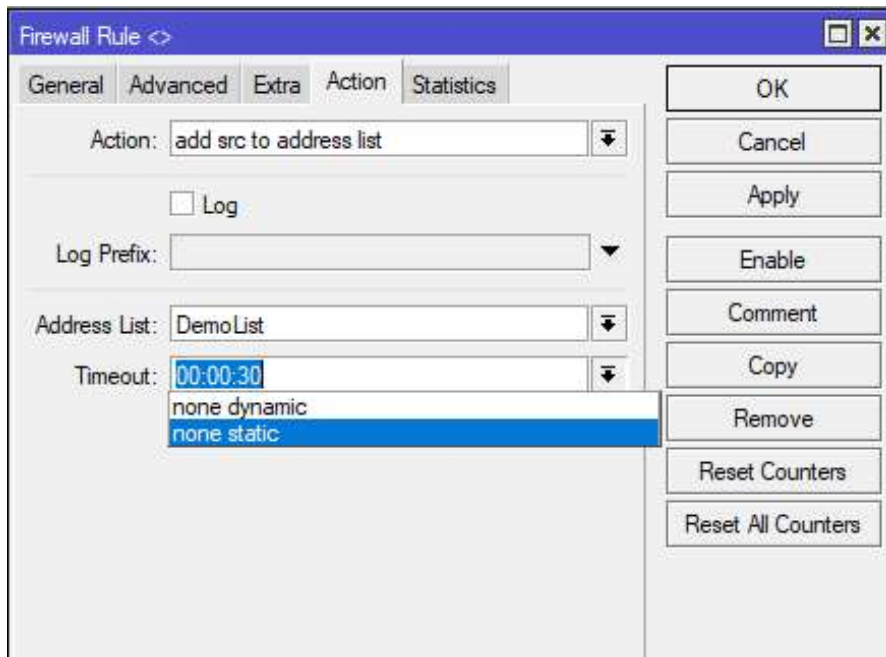 Firewall Rule <>
General Advanced Extra Action Statistics
Action: add src to address list
Log
Log Prefix:
Address List: DemoList
Timeout: 00:00:30
none dynamic
none static
OK
Cancel
Apply
Enable
Comment
Copy
Remove
Reset Counters
Reset All Counters